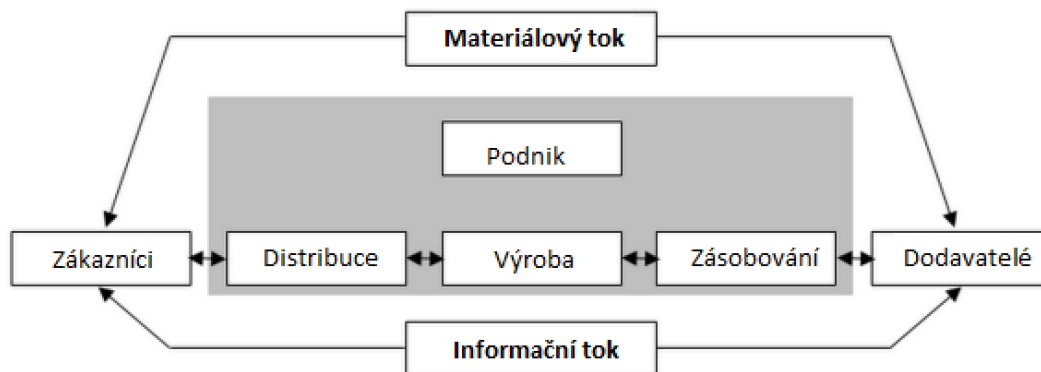 Materiálový tok
Podnik
Zákazníci
Distribuce
Výroba
Zásobování
Dodavatelé
Informační tok